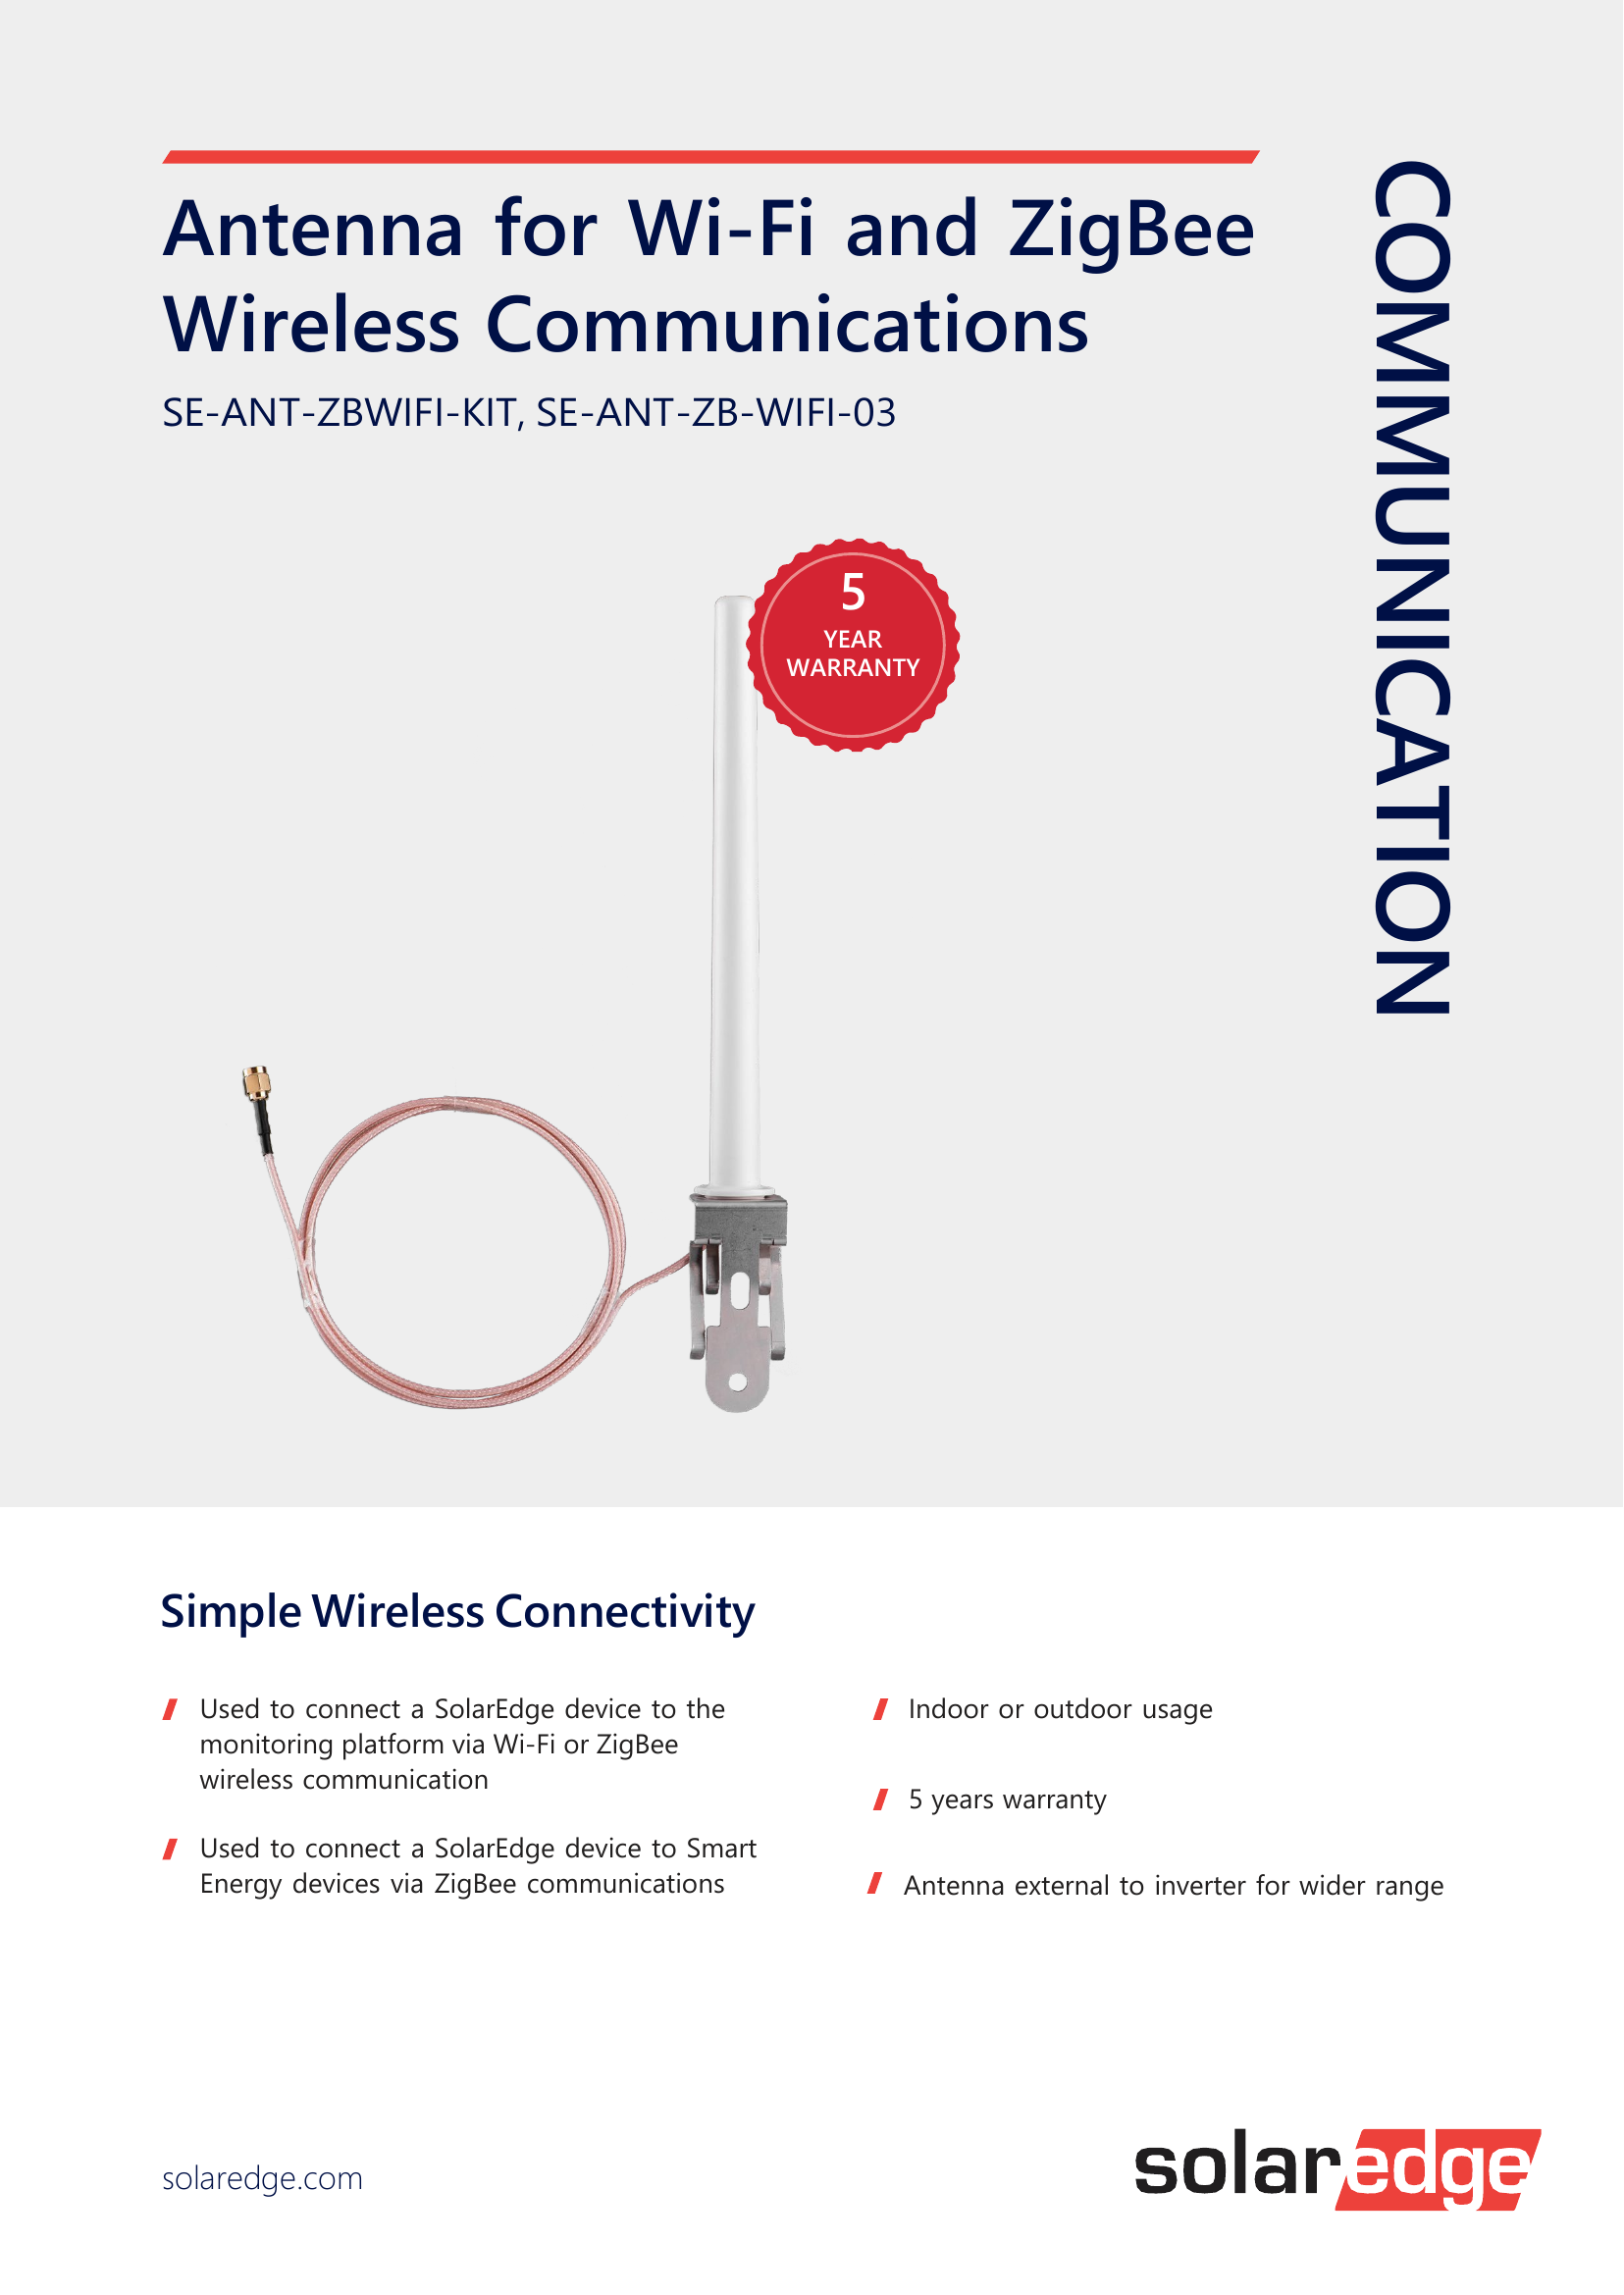 Antenna for Wi-Fi and ZigBee
Wireless Communications
SE-ANT-ZBWIFI-KIT, SE-ANT-ZB-WIFI-03
COMMUNICATION
5
YEAR
WARRANTY
Simple Wireless Connectivity
Used to connect a SolarEdge device to the
monitoring platform via Wi-Fi or ZigBee
wireless communication
Used to connect a SolarEdge device to Smart
Energy devices via ZigBee communications
Indoor or outdoor usage
5 years warranty
Antenna external to inverter for wider range
solaredge.com
solaredge